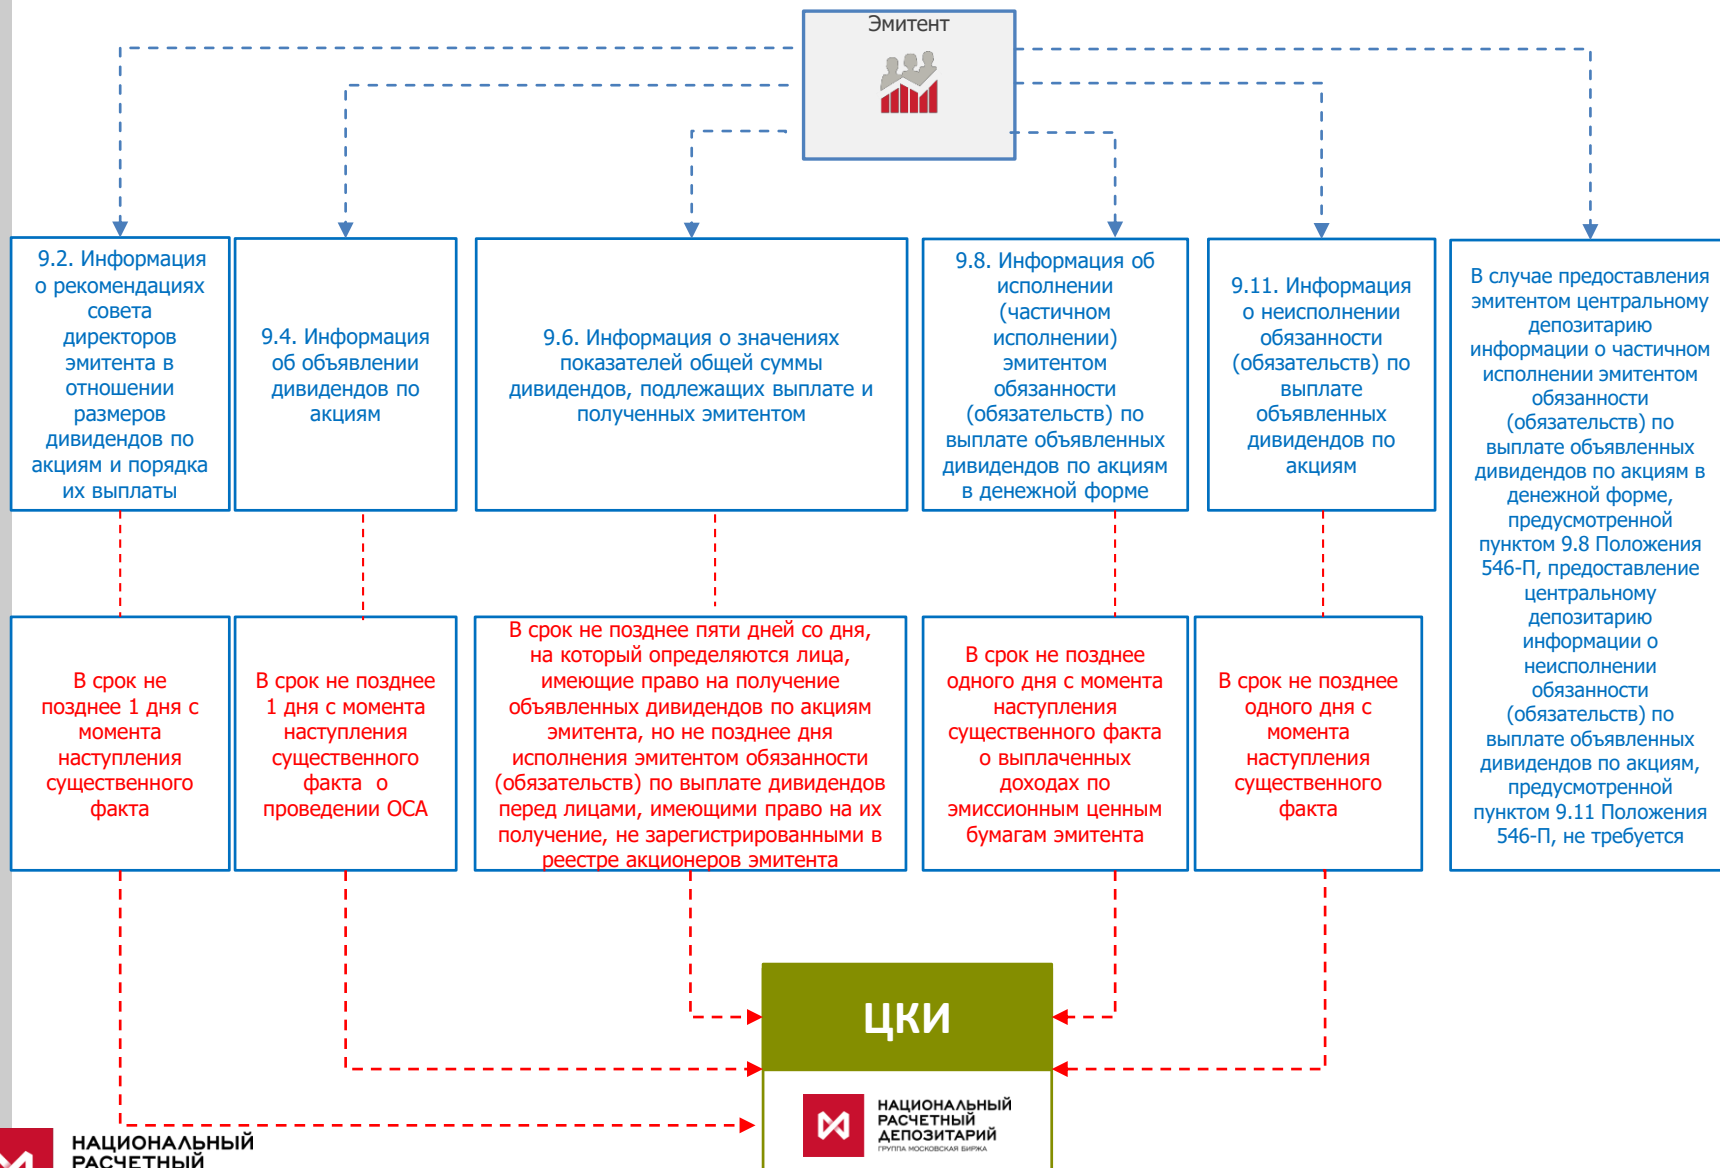 Эмитент
9.2. Информация
о рекомендациях
совета
директоров
эмитента в
отношении
размеров
дивидендов по
акциям и порядка
их выплаты
9.4. Информация
об объявлении
дивидендов по
акциям
9.6. Информация о значениях
показателей общей суммы
дивидендов, подлежащих выплате и
полученных эмитентом
9.8. Информация об
исполнении
(частичном
исполнении)
эмитентом
обязанности
(обязательств) по
выплате объявленных
дивидендов по акциям
в денежной форме
9.11. Информация
о неисполнении
обязанности
(обязательств) по
выплате
объявленных
дивидендов по
акциям
В случае предоставления
эмитентом центральному
депозитарию
информации о частичном
исполнении эмитентом
обязанности
(обязательств) по
выплате объявленных
дивидендов по акциям в
денежной форме,
предусмотренной
пунктом 9.8 Положения
546-П, предоставление
центральному
депозитарию
информации о
неисполнении
обязанности
(обязательств) по
выплате объявленных
дивидендов по акциям,
предусмотренной
пунктом 9.11 Положения
546-П, не требуется
В срок не
позднее 1 дня с
момента
наступления
существенного
факта
В срок не позднее
1 дня с момента
наступления
существенного
факта о
проведении ОСА
В срок не позднее пяти дней со дня,
на который определяются лица,
имеющие право на получение
объявленных дивидендов по акциям
эмитента, но не позднее дня
исполнения эмитентом обязанности
(обязательств) по выплате дивидендов
перед лицами, имеющими право на их
получение, не зарегистрированными в
реестре акционеров эмитента
В срок не позднее
одного дня с момента
наступления
существенного факта
о выплаченных
доходах по
эмиссионным ценным
бумагам эмитента
В срок не позднее
одного дня с
момента
наступления
существенного
факта
ЦКИ
НАЦИОНАЛЬНЫЙ
РАСЧЕТНЫЙ
ДЕПОЗИТАРИЙ
ГРУППА МОСКОВСКАЯ БИРЖА
НАЦИОНАЛЬНЫЙ
РАСЧЕТНЫЙ